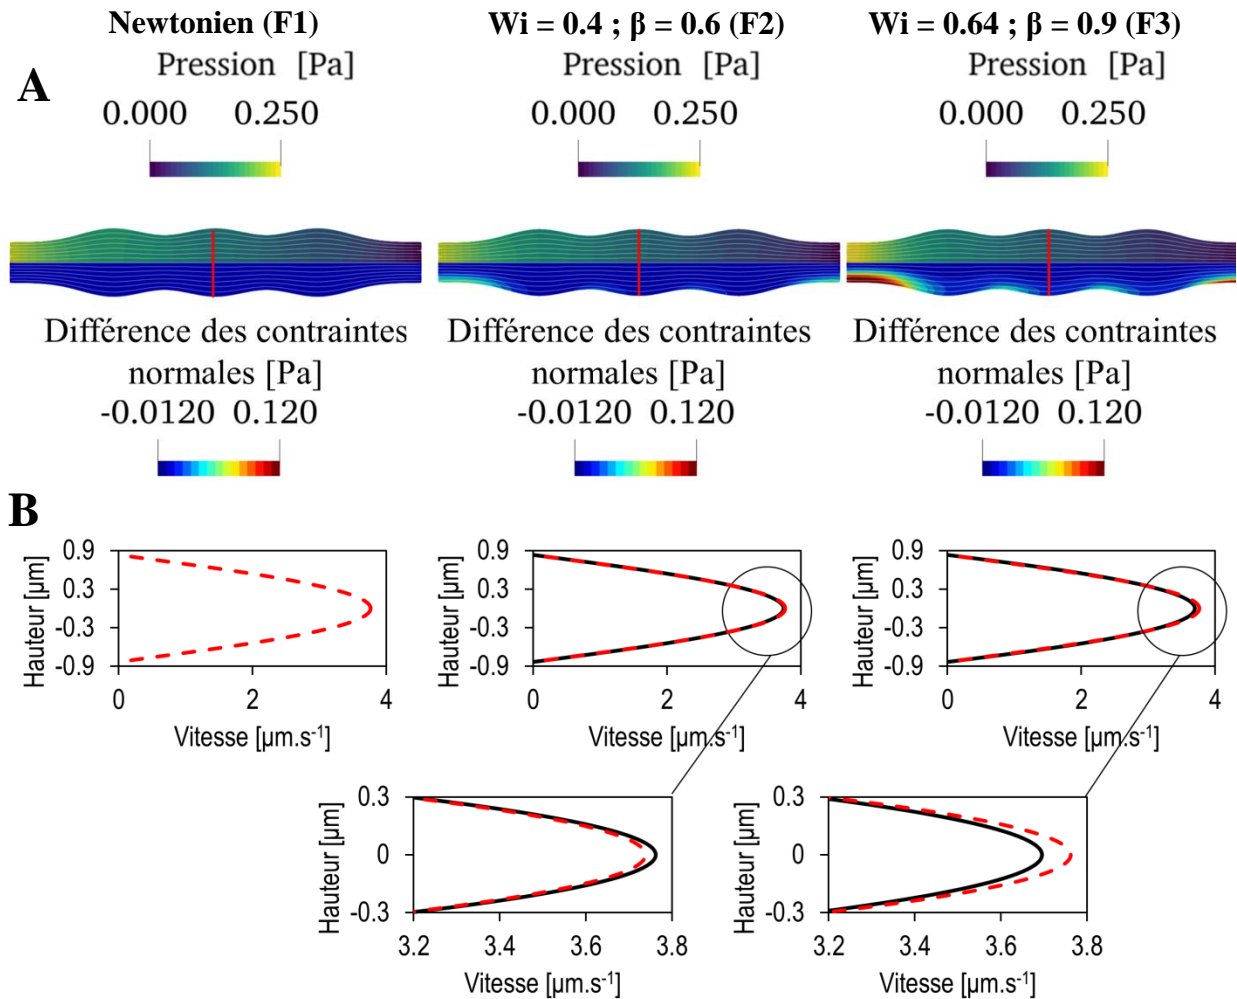 Newtonien (F1) Wi = 0.4 ; β = 0.6 (F2) Wi = 0.64 ; β = 0.9 (F3)
A
Pression [Pa] Pression [Pa] Pression [Pa]
0.000 0.250 0.000 0.250 0.000 0.250
Différence des contraintes Différence des contraintes Différence des contraintes
normales [Pa] normales [Pa] normales [Pa]
-0.0120 0.120 -0.0120 0.120 -0.0120 0.120
B
Hauteur [µm] 0.9 0.3 -0.3 -0.9
0 2 4
Vitesse [µm.s-1]
Hauteur [µm] 0.9 0.3 -0.3 -0.9
0 2 4
Vitesse [µm.s-1]
Hauteur [µm] 0.9 0.3 -0.3 -0.9
0 2 4
Vitesse [µm.s-1]
Hauteur [µm] 0.3 0 -0.3
3.2 3.4 3.6 3.8
Vitesse [µm.s-1]
Hauteur [µm] 0.3 0 -0.3
3.2 3.4 3.6 3.8
Vitesse [µm.s-1]